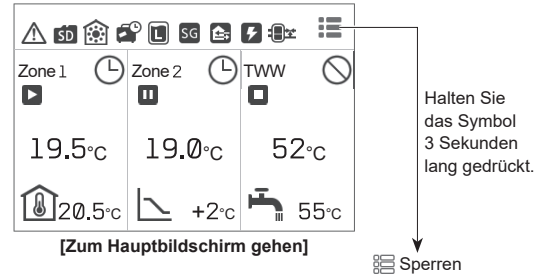 SD L SG
Zone 1 Zone 2 TWW
19.5°C 19.0°C 52°C
20.5°C +2°C 55°C
[Zum Hauptbildschirm gehen]
Halten Sie
das Symbol
3 Sekunden
lang gedrückt.
Sperren